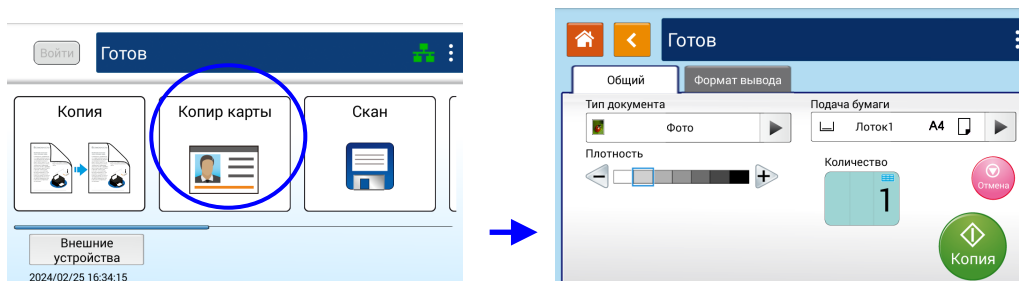 Войти
Готов
Копия
Копир карты
Скан
Внешние
устройства
2024/02/25 16:34:15
Готов
Общий
Формат вывода
Тип документа
Фото
Подача бумаги
Лоток1 A4
Плотность
Количество
1
Отмена
Копия